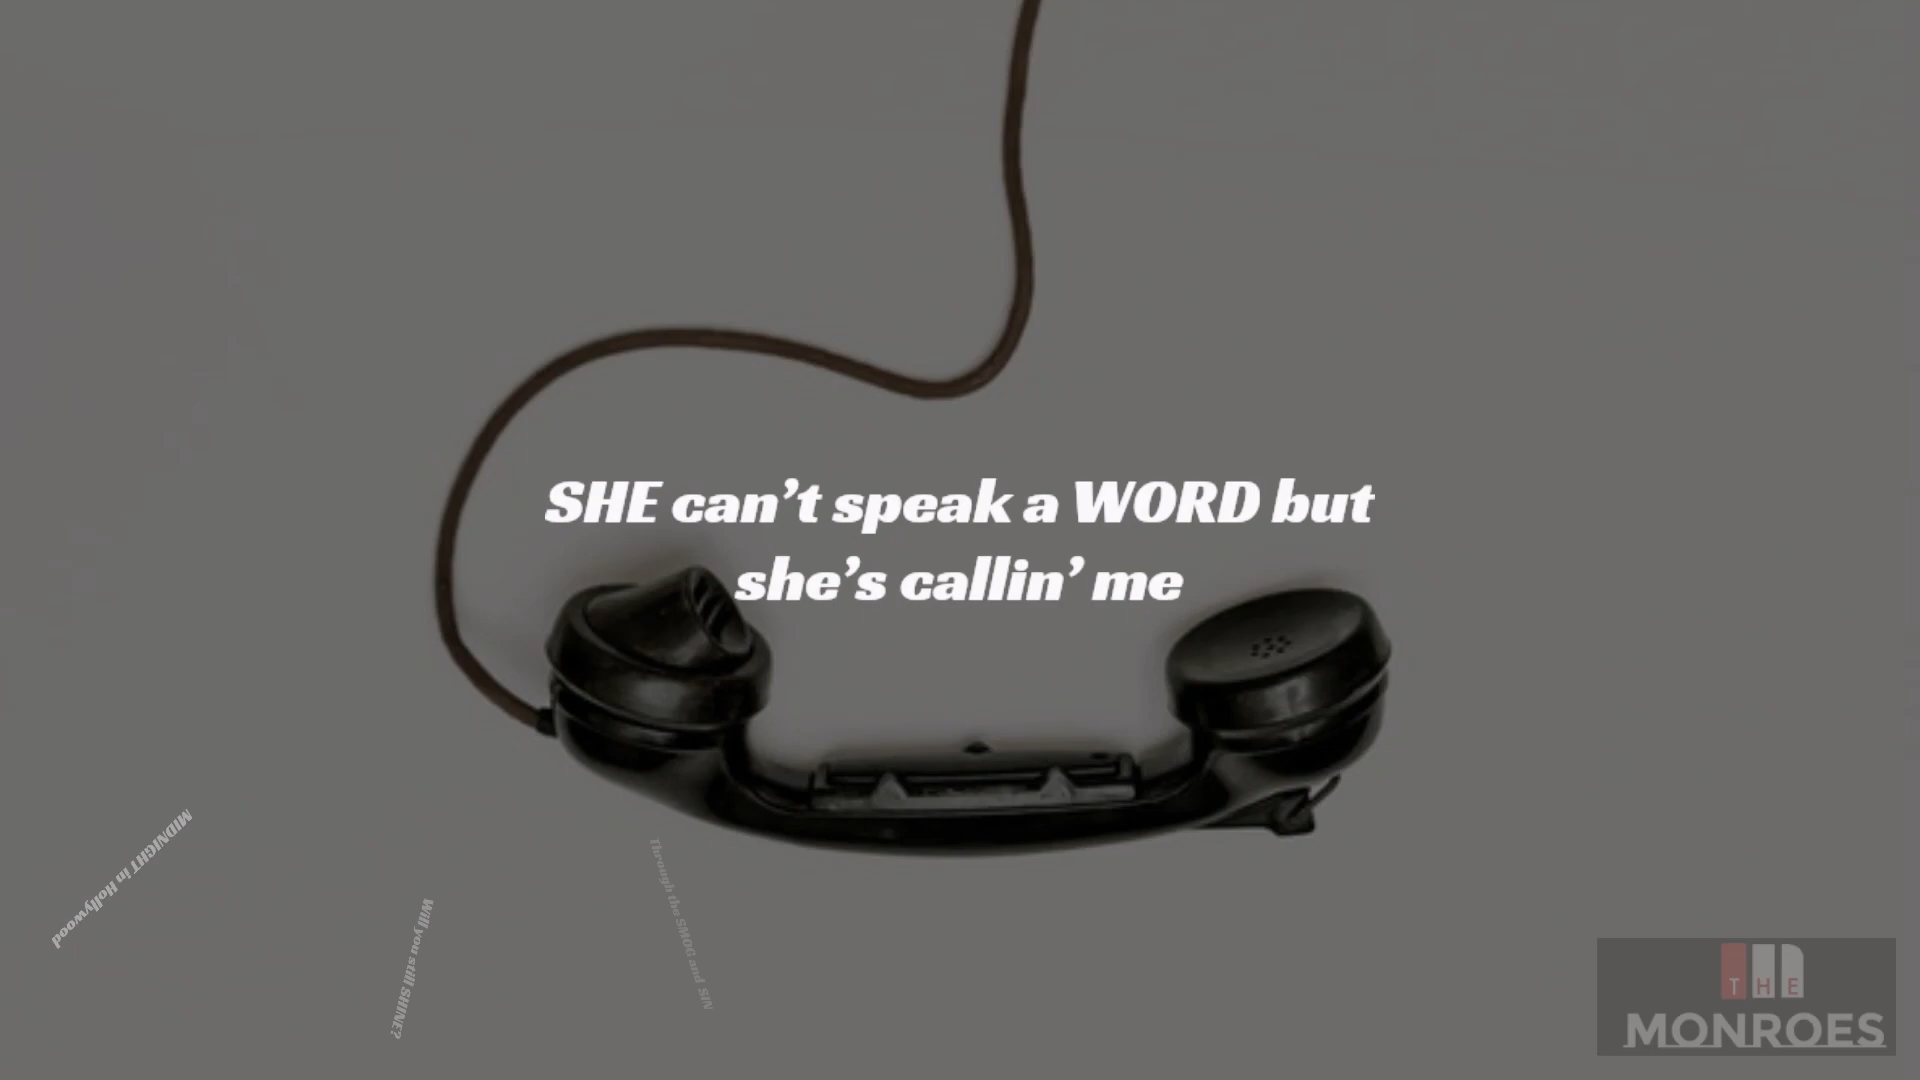 SHE can’t speak a WORD but
she’s callin’ me
MIDNIGHT in Hollywood
Will you still SHINE?
Through the SMOG and SIN
THE
MONROES